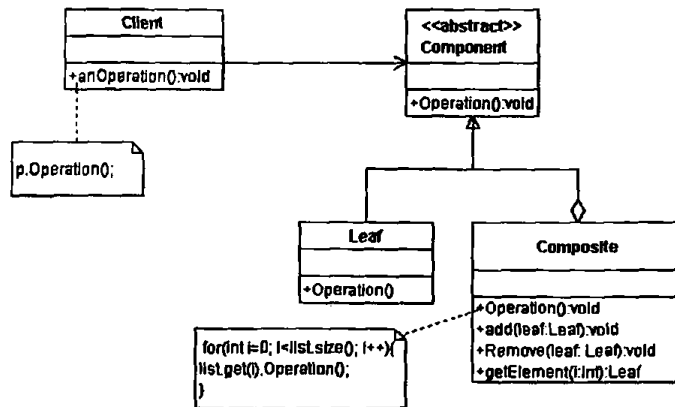 Client
+anOperation():void
p.Operation();
<<abstract>>
Component
+Operation():void
Leaf
+Operation()
Composite
+Operation():void
+add(leaf:Leaf):void
+Remove(leaf: Leaf):void
+getElement(i:int):Leaf
for(int i=0; i<list.size(); i++){
list.get(i).Operation();
}